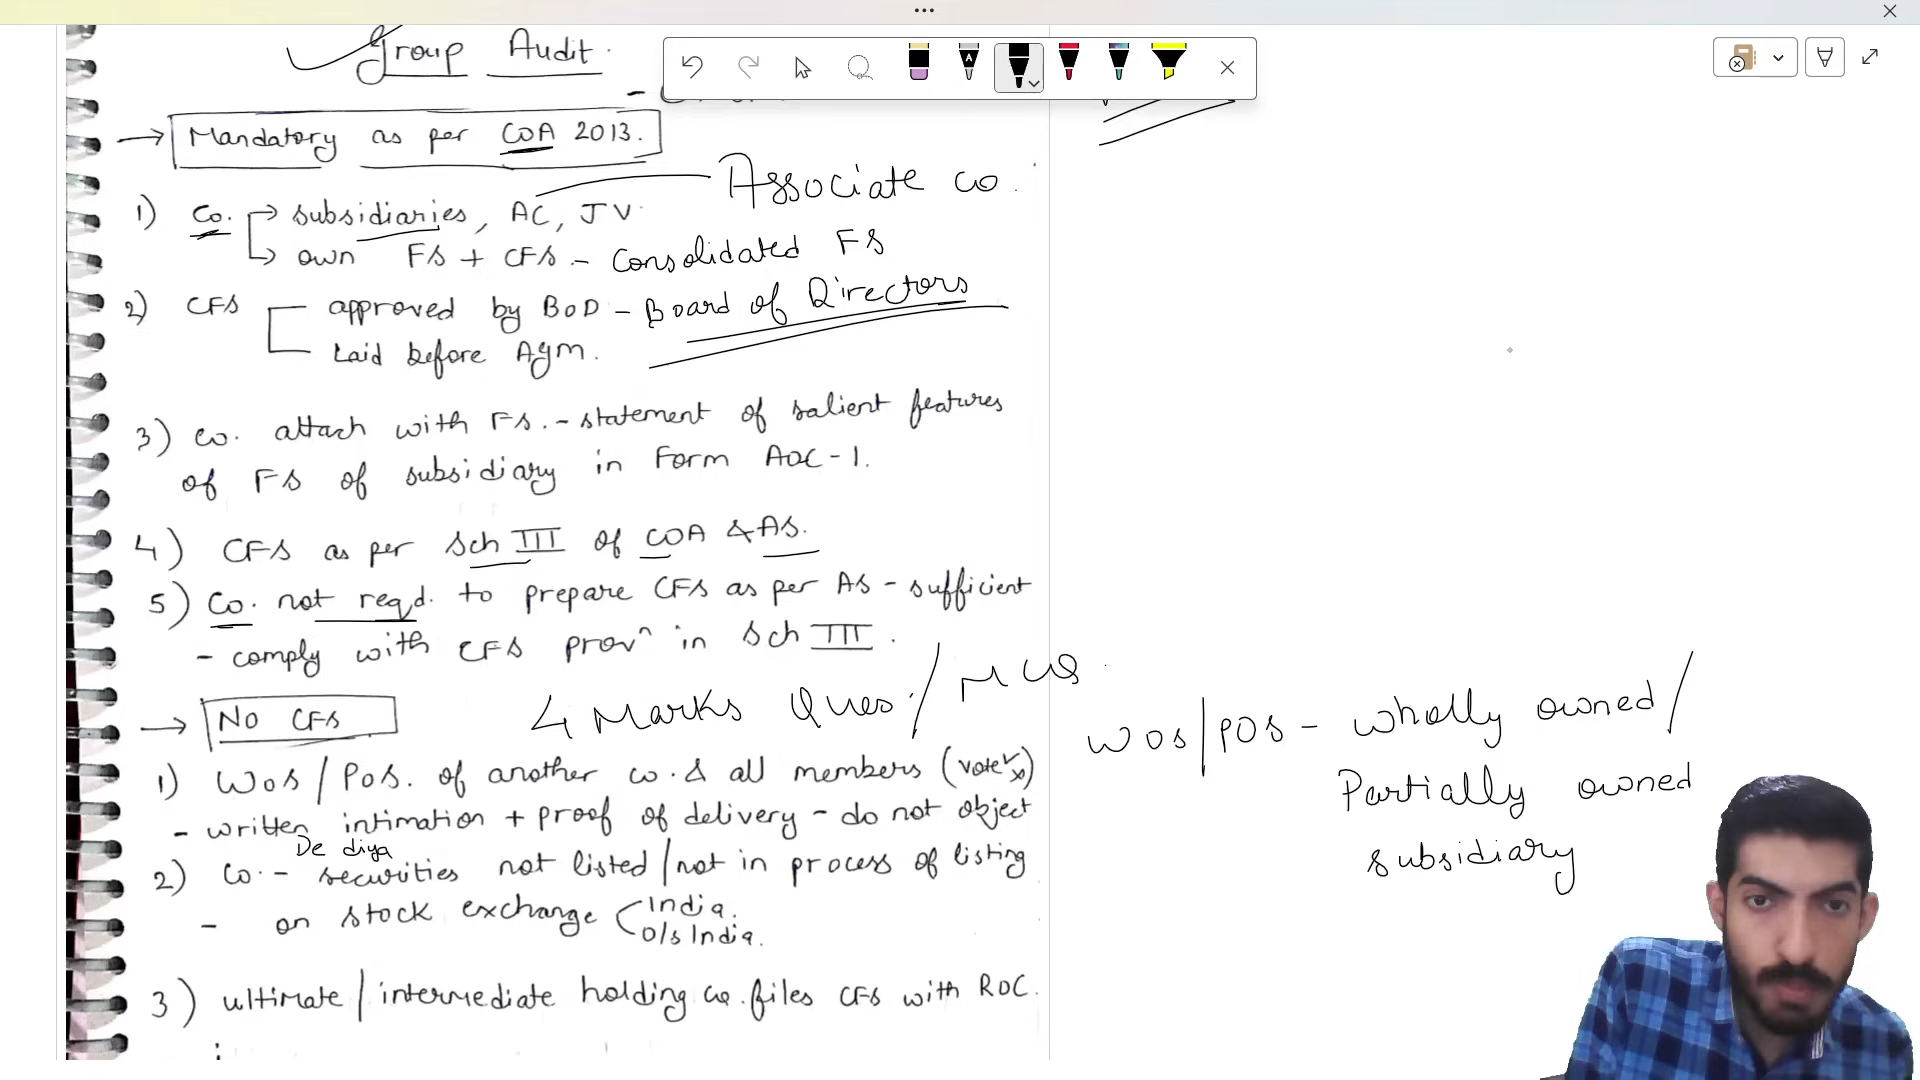 Group Audit.
→ Mandatory as per COA 2013.
Associate co.
1) Co. → subsidiaries, AC, JV
→ own FS + CFS - Consolidated FS
2) CFS approved by BOD - Board of Directors
Laid before AGM.
3) Co. attach with FS. - statement of salient features
of FS of subsidiary in Form AOC-1.
4) CFS as per Sch III of COA & AS.
5) Co. not reqd. to prepare CFS as per AS - sufficient
- comply with CFS provn in Sch III.
→ NO CFS
4 Marks Ques. / MCQ.
1) WOS / POS. of another co. & all members (vote ✓ x)
- written intimation + proof of delivery - do not object
De diya
2) Co. - securities not listed / not in process of listing
- on stock exchange India.
O/s India.
3) ultimate / intermediate holding co. files CFS with ROC.
WOS / POS - wholly owned /
Partially owned
subsidiary